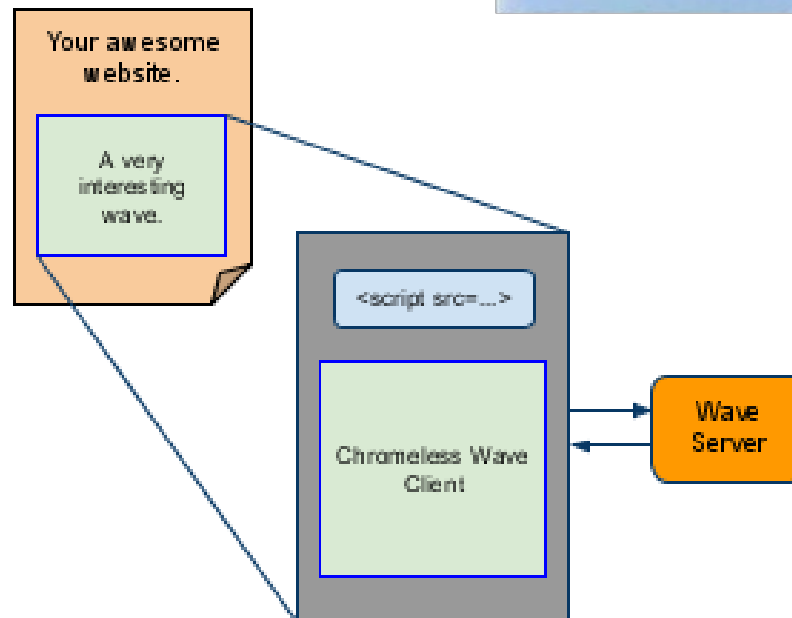 Your awesome
website.
A very
interesting
wave.
<script src=...>
Chromeless Wave
Client
Wave
Server